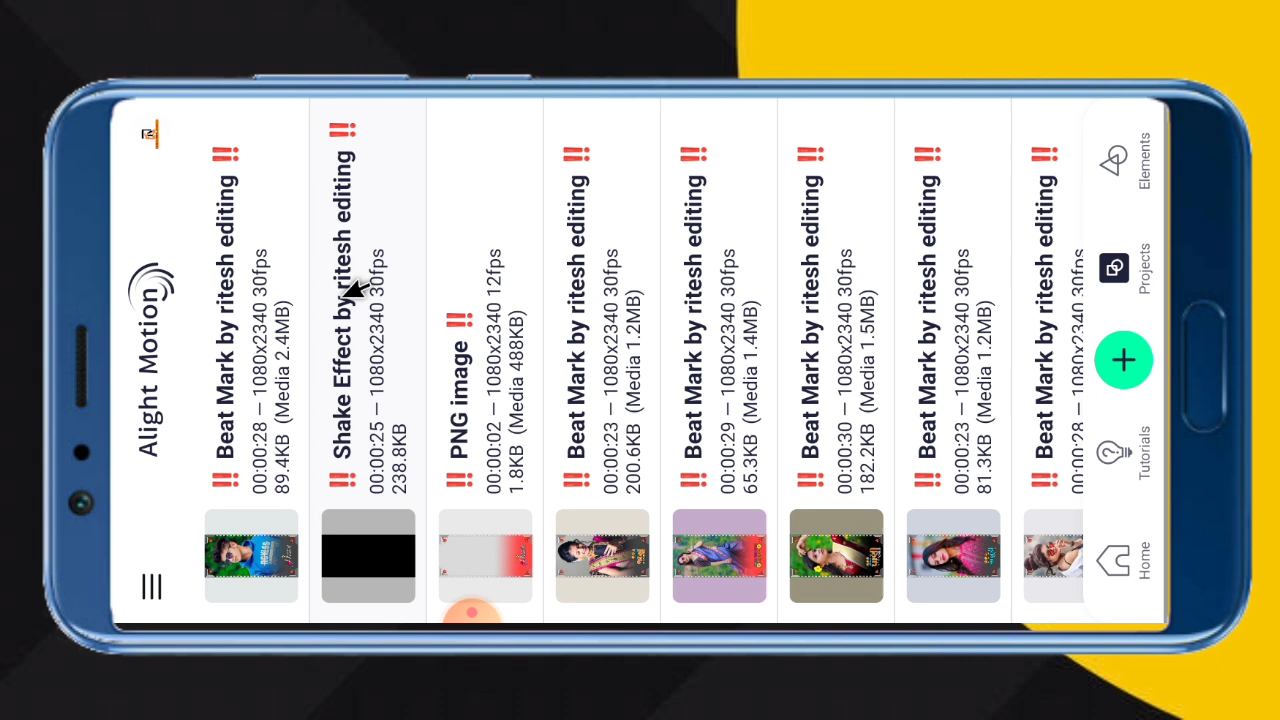 Alight Motion
‼️ Beat Mark by ritesh editing ‼️
00:00:28 — 1080x2340 30fps
89.4KB (Media 2.4MB)
‼️ Shake Effect by ritesh editing ‼️
00:00:25 — 1080x2340 30fps
238.8KB
‼️ PNG image ‼️
00:00:02 — 1080x2340 12fps
1.8KB (Media 488KB)
‼️ Beat Mark by ritesh editing ‼️
00:00:23 — 1080x2340 30fps
200.6KB (Media 1.2MB)
‼️ Beat Mark by ritesh editing ‼️
00:00:29 — 1080x2340 30fps
65.3KB (Media 1.4MB)
‼️ Beat Mark by ritesh editing ‼️
00:00:30 — 1080x2340 30fps
182.2KB (Media 1.5MB)
‼️ Beat Mark by ritesh editing ‼️
00:00:23 — 1080x2340 30fps
81.3KB (Media 1.2MB)
‼️ Beat Mark by ritesh editing ‼️
00:00:28 — 1080x2340 30fps
Home
Tutorials
Projects
Elements